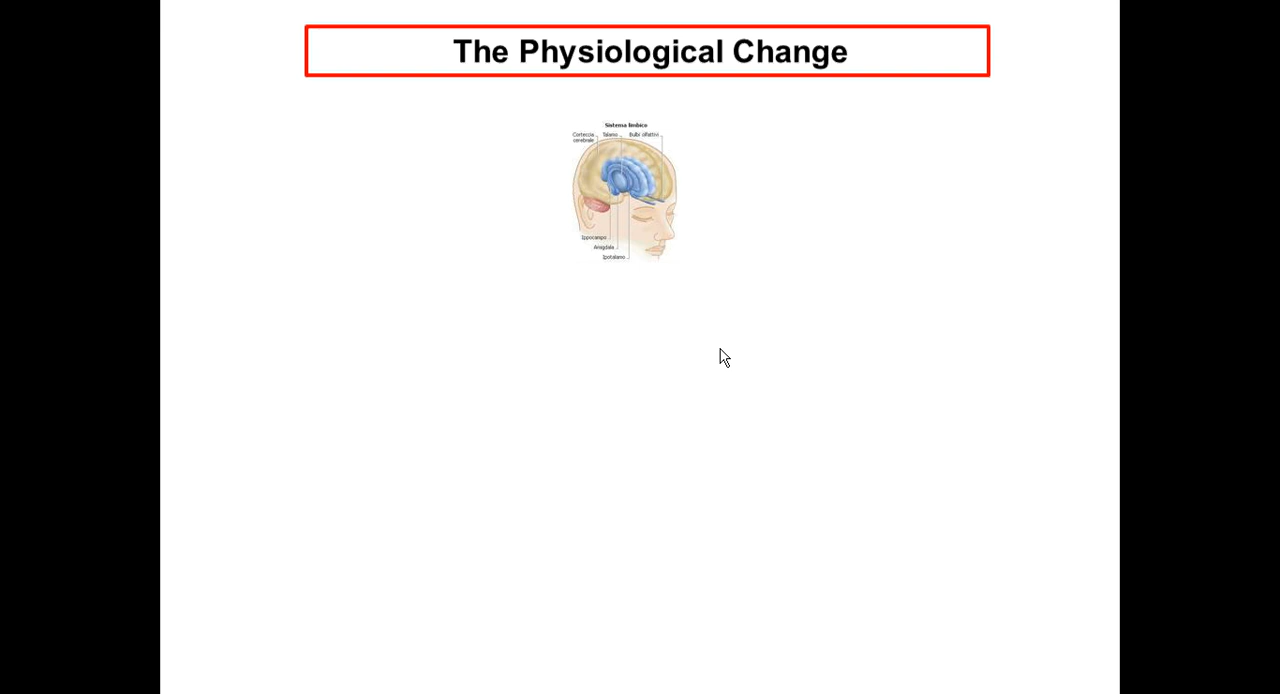 The Physiological Change
Sistema limbico
Corteccia Talamo Bulbi olfattivi
cerebrale
Ippocampo
Amigdala
Ipotalamo